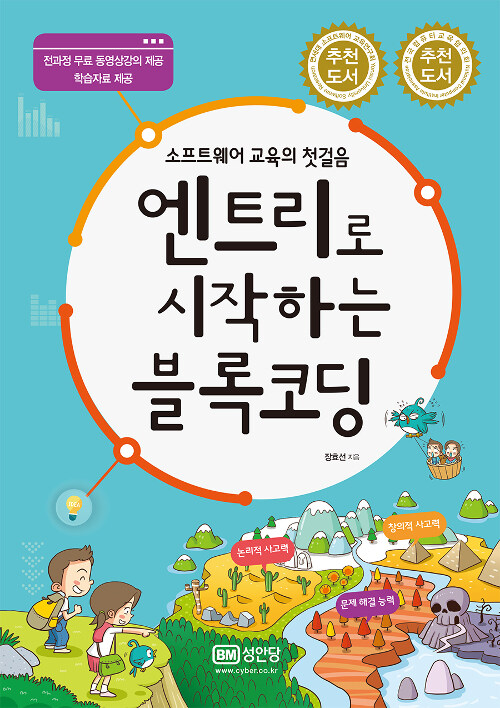 전과정 무료 동영상강의 제공
학습자료 제공
추천
도서
추천
도서
소프트웨어 교육의 첫걸음
엔트리로
시작하는
블록코딩
장효선 지음
창의적 사고력
논리적 사고력
문제 해결 능력
BM 성안당
www.cyber.co.kr